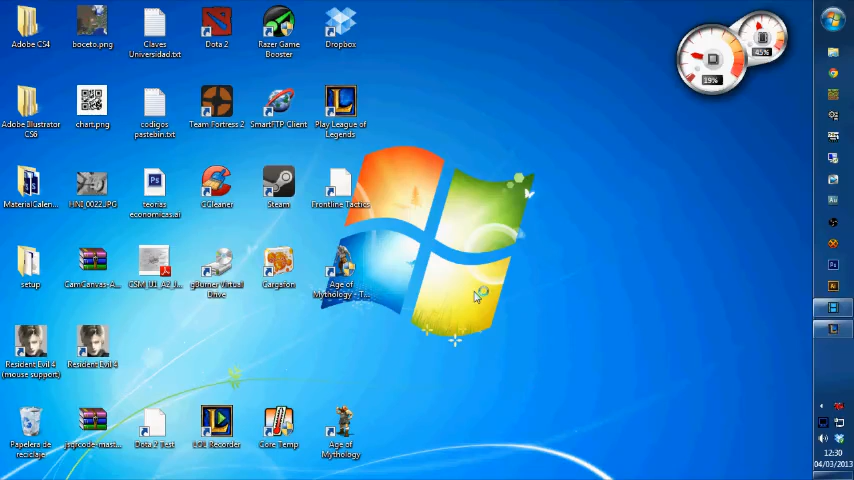 Adobe CS4
boceto.png
Claves
Universidad.txt
Dota 2
Razer Game
Booster
Dropbox
45%
19%
Adobe Illustrator
CS6
chart.png
codigos
pastebin.txt
Team Fortress 2
SmartFTP Client
Play League of
Legends
MaterialCalen...
HNI_0022.JPG
teorias
economicas.ai
CCleaner
Steam
Frontline Tactics
setup
CamCanvas-A...
GSM_U1_A2_J...
gBurner Virtual
Drive
Gargaton
Age of
Mythology - T...
Resident Evil 4
(mouse support)
Resident Evil 4
Papelera de
reciclaje
jsqrcode-mast...
Dota 2 Test
LOL Recorder
Core Temp
Age of
Mythology
12:30
04/03/2013